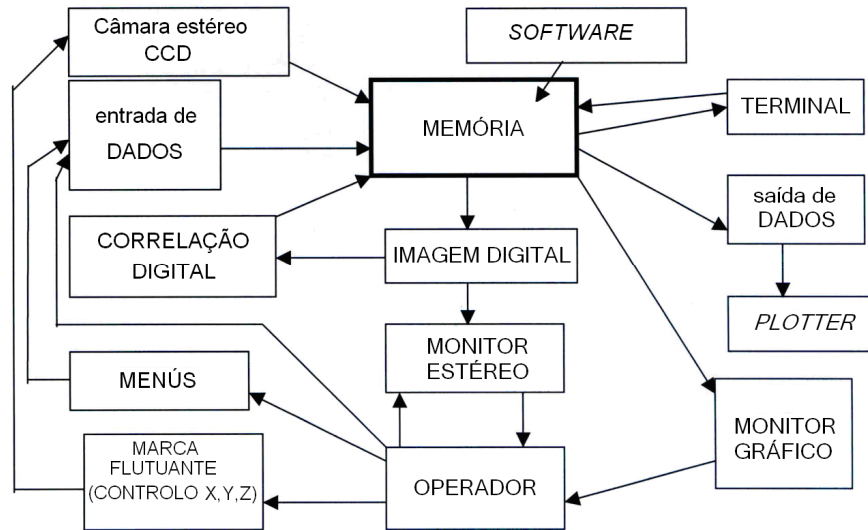 Câmara estéreo
CCD
SOFTWARE
entrada de
DADOS
MEMÓRIA
TERMINAL
saída de
DADOS
CORRELAÇÃO
DIGITAL
IMAGEM DIGITAL
PLOTTER
MONITOR
ESTÉREO
MENÚS
MONITOR
GRÁFICO
MARCA
FLUTUANTE
(CONTROLO X,Y,Z)
OPERADOR